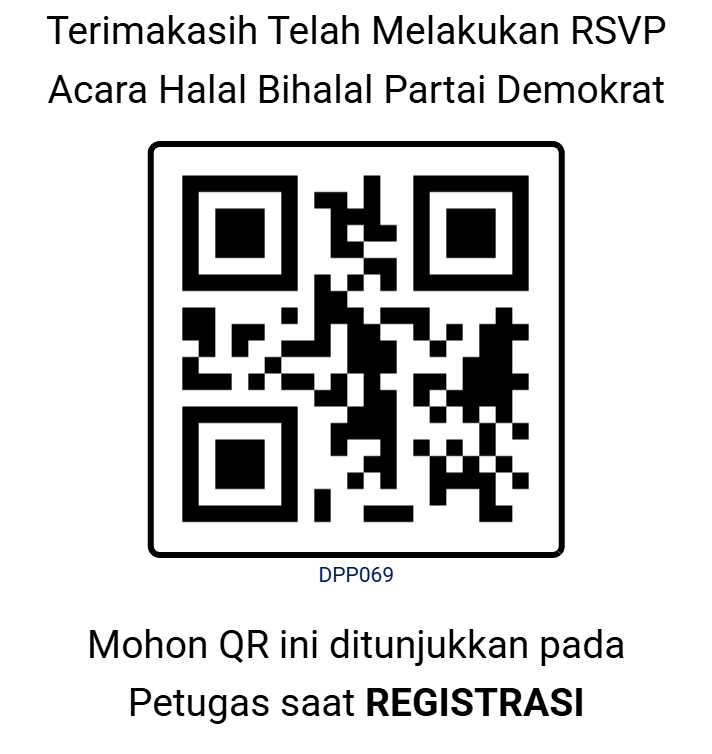 Terimakasih Telah Melakukan RSVP
Acara Halal Bihalal Partai Demokrat
DPP069
Mohon QR ini ditunjukkan pada
Petugas saat REGISTRASI